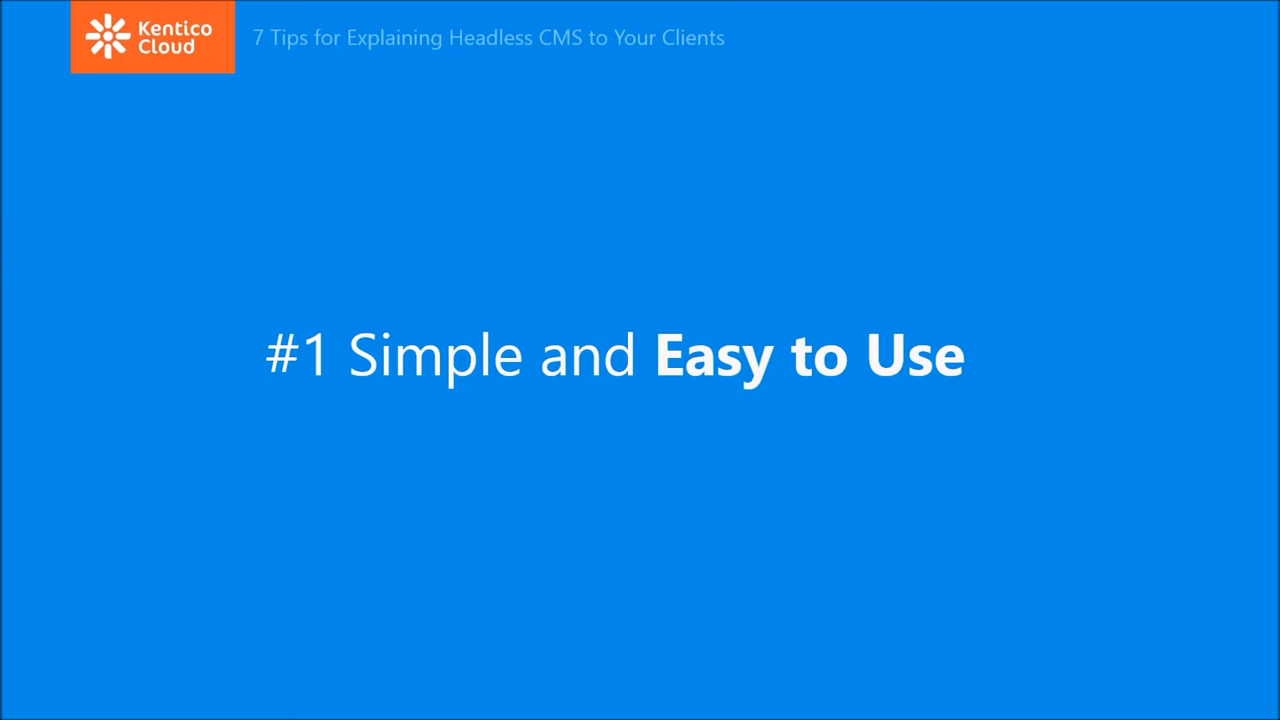 Kentico
Cloud
7 Tips for Explaining Headless CMS to Your Clients
#1 Simple and Easy to Use